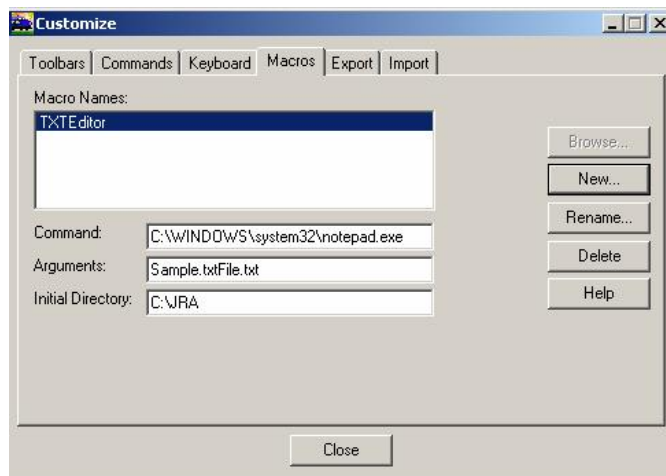 Customize
Toolbars Commands Keyboard Macros Export Import
Macro Names:
TXTEditor
Browse...
New...
Rename...
Command: C:\WINDOWS\system32\notepad.exe
Delete
Arguments: Sample.txtFile.txt
Help
Initial Directory: C:\JRA
Close